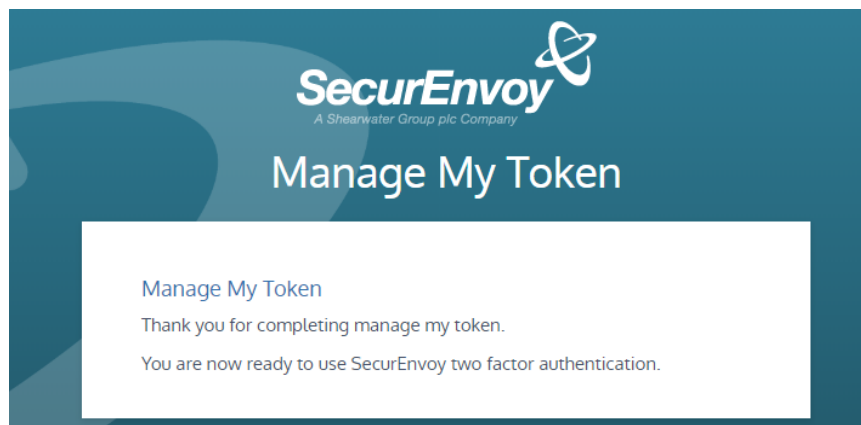 SecurEnvoy
A Shearwater Group plc Company
Manage My Token
Manage My Token
Thank you for completing manage my token.
You are now ready to use SecurEnvoy two factor authentication.